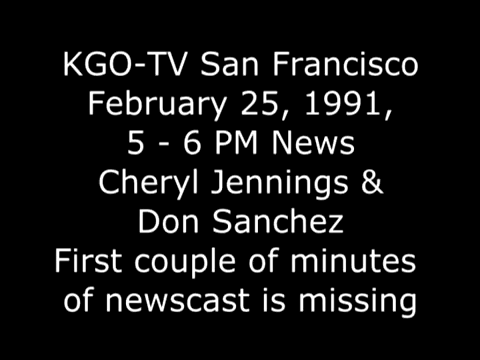 KGO-TV San Francisco
February 25, 1991,
5 - 6 PM News
Cheryl Jennings &
Don Sanchez
First couple of minutes
of newscast is missing